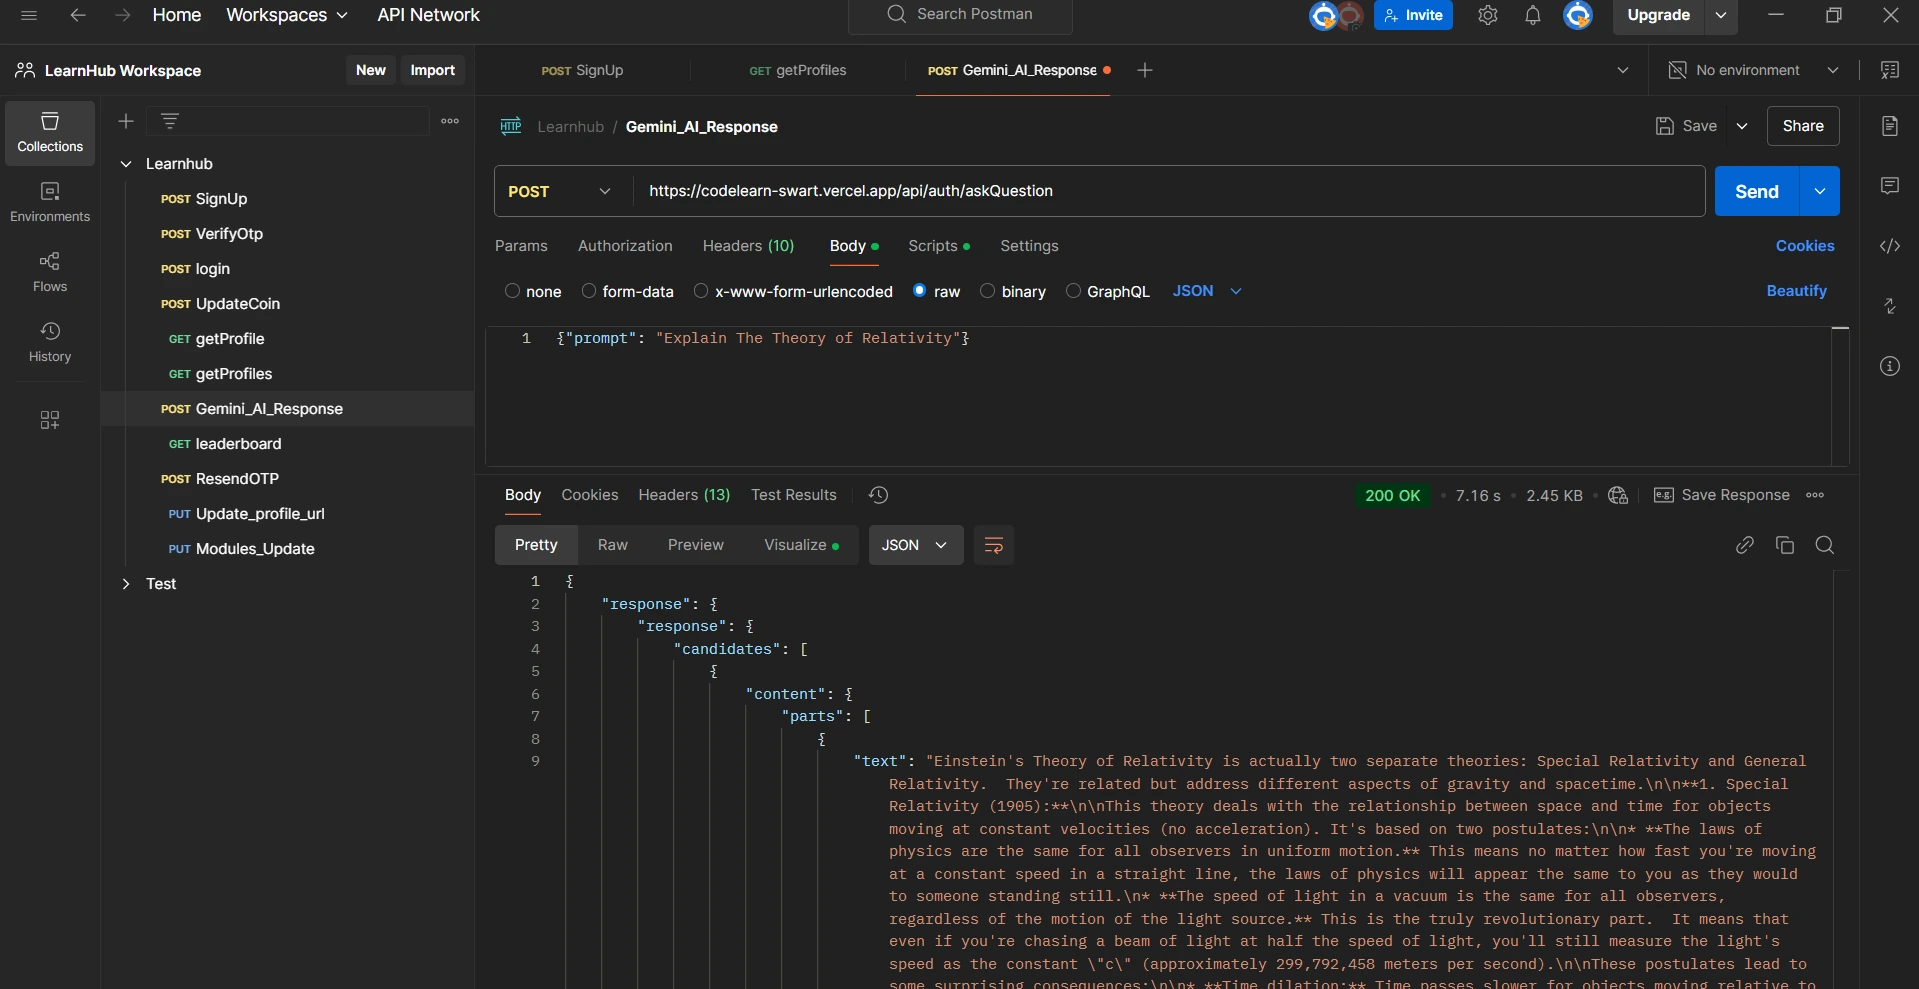 Home Workspaces API Network Search Postman Invite Upgrade
LearnHub Workspace New Import POST SignUp GET getProfiles POST Gemini_AI_Response No environment
Collections
Environments
Flows
History
Learnhub
POST SignUp
POST VerifyOtp
POST login
POST UpdateCoin
GET getProfile
GET getProfiles
POST Gemini_AI_Response
GET leaderboard
POST ResendOTP
PUT Update_profile_url
PUT Modules_Update
Test
HTTP Learnhub / Gemini_AI_Response Save Share
POST https://codelearn-swart.vercel.app/api/auth/askQuestion Send
Params Authorization Headers (10) Body Scripts Settings Cookies
none form-data x-www-form-urlencoded raw binary GraphQL JSON Beautify
1 {"prompt": "Explain The Theory of Relativity"}
Body Cookies Headers (13) Test Results 200 OK 7.16 s 2.45 KB e.g. Save Response
Pretty Raw Preview Visualize JSON
1 {
2 "response": {
3 "response": {
4 "candidates": [
5 {
6 "content": {
7 "parts": [
8 {
9 "text": "Einstein's Theory of Relativity is actually two separate theories: Special Relativity and General
Relativity.  They're related but address different aspects of gravity and spacetime.\n\n**1. Special
Relativity (1905):**\n\nThis theory deals with the relationship between space and time for objects
moving at constant velocities (no acceleration). It's based on two postulates:\n\n* **The laws of
physics are the same for all observers in uniform motion.** This means no matter how fast you're moving
at a constant speed in a straight line, the laws of physics will appear the same to you as they would
to someone standing still.\n* **The speed of light in a vacuum is the same for all observers,
regardless of the motion of the light source.** This is the truly revolutionary part.  It means that
even if you're chasing a beam of light at half the speed of light, you'll still measure the light's
speed as the constant \"c\" (approximately 299,792,458 meters per second).\n\nThese postulates lead to
some surprising consequences:\n\n* **Time dilation:** Time passes slower for objects moving relative to